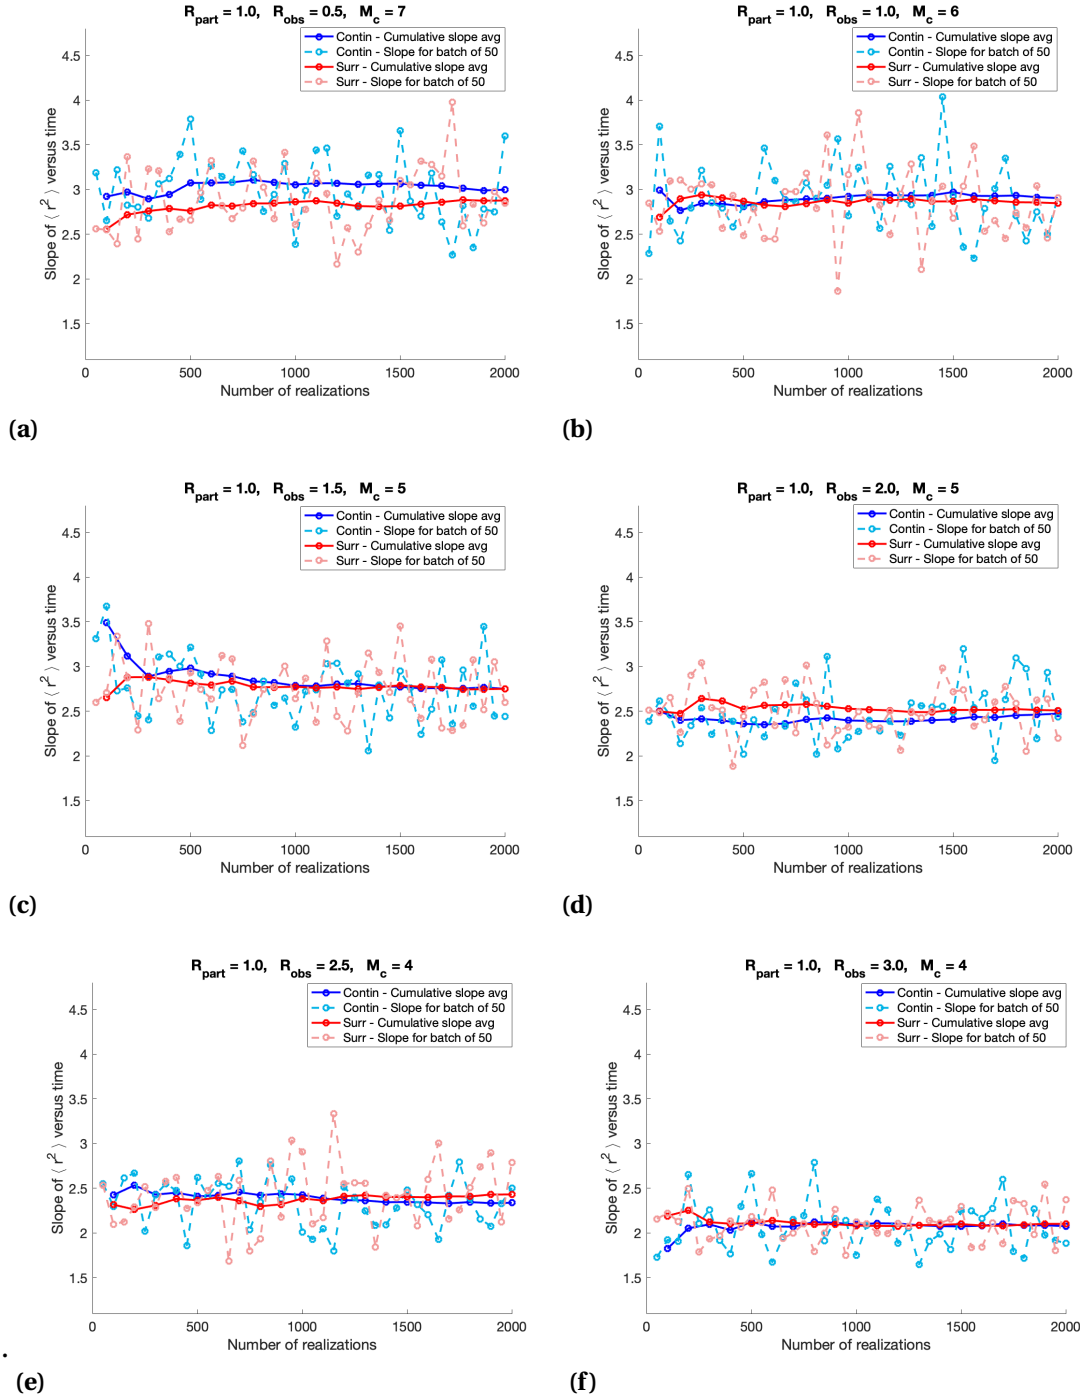 R_part = 1.0, R_obs = 0.5, M_c = 7
Contin - Cumulative slope avg
Contin - Slope for batch of 50
Surr - Cumulative slope avg
Surr - Slope for batch of 50
4.5
4
3.5
3
2.5
2
1.5
Slope of ⟨ r² ⟩ versus time
0 500 1000 1500 2000
Number of realizations
(a)
R_part = 1.0, R_obs = 1.0, M_c = 6
Contin - Cumulative slope avg
Contin - Slope for batch of 50
Surr - Cumulative slope avg
Surr - Slope for batch of 50
4.5
4
3.5
3
2.5
2
1.5
Slope of ⟨ r² ⟩ versus time
0 500 1000 1500 2000
Number of realizations
(b)
R_part = 1.0, R_obs = 1.5, M_c = 5
Contin - Cumulative slope avg
Contin - Slope for batch of 50
Surr - Cumulative slope avg
Surr - Slope for batch of 50
4.5
4
3.5
3
2.5
2
1.5
Slope of ⟨ r² ⟩ versus time
0 500 1000 1500 2000
Number of realizations
(c)
R_part = 1.0, R_obs = 2.0, M_c = 5
Contin - Cumulative slope avg
Contin - Slope for batch of 50
Surr - Cumulative slope avg
Surr - Slope for batch of 50
4.5
4
3.5
3
2.5
2
1.5
Slope of ⟨ r² ⟩ versus time
0 500 1000 1500 2000
Number of realizations
(d)
R_part = 1.0, R_obs = 2.5, M_c = 4
Contin - Cumulative slope avg
Contin - Slope for batch of 50
Surr - Cumulative slope avg
Surr - Slope for batch of 50
4.5
4
3.5
3
2.5
2
1.5
Slope of ⟨ r² ⟩ versus time
0 500 1000 1500 2000
Number of realizations
.
(e)
R_part = 1.0, R_obs = 3.0, M_c = 4
Contin - Cumulative slope avg
Contin - Slope for batch of 50
Surr - Cumulative slope avg
Surr - Slope for batch of 50
4.5
4
3.5
3
2.5
2
1.5
Slope of ⟨ r² ⟩ versus time
0 500 1000 1500 2000
Number of realizations
(f)